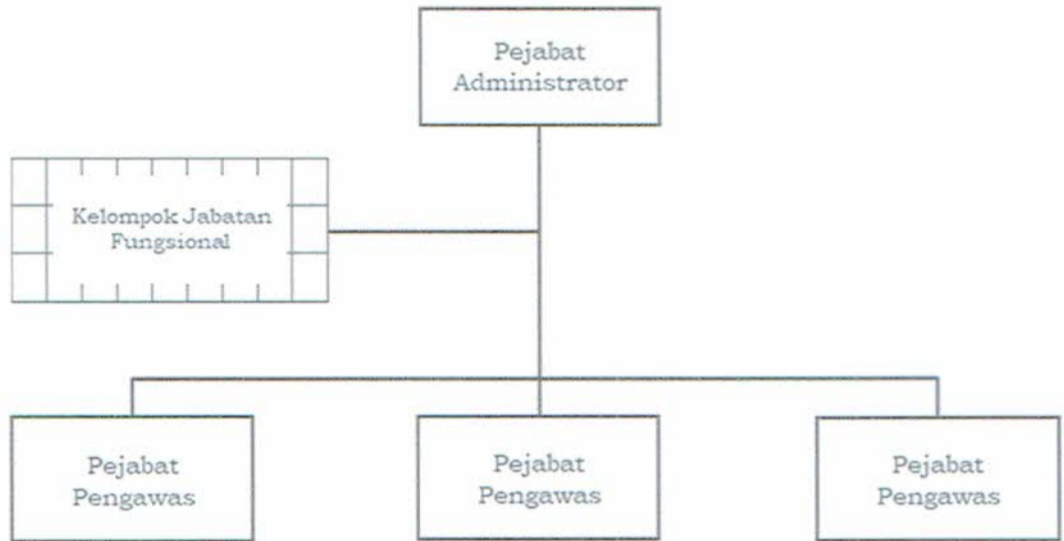 Pejabat
Administrator
Kelompok Jabatan
Fungsional
Pejabat
Pengawas
Pejabat
Pengawas
Pejabat
Pengawas